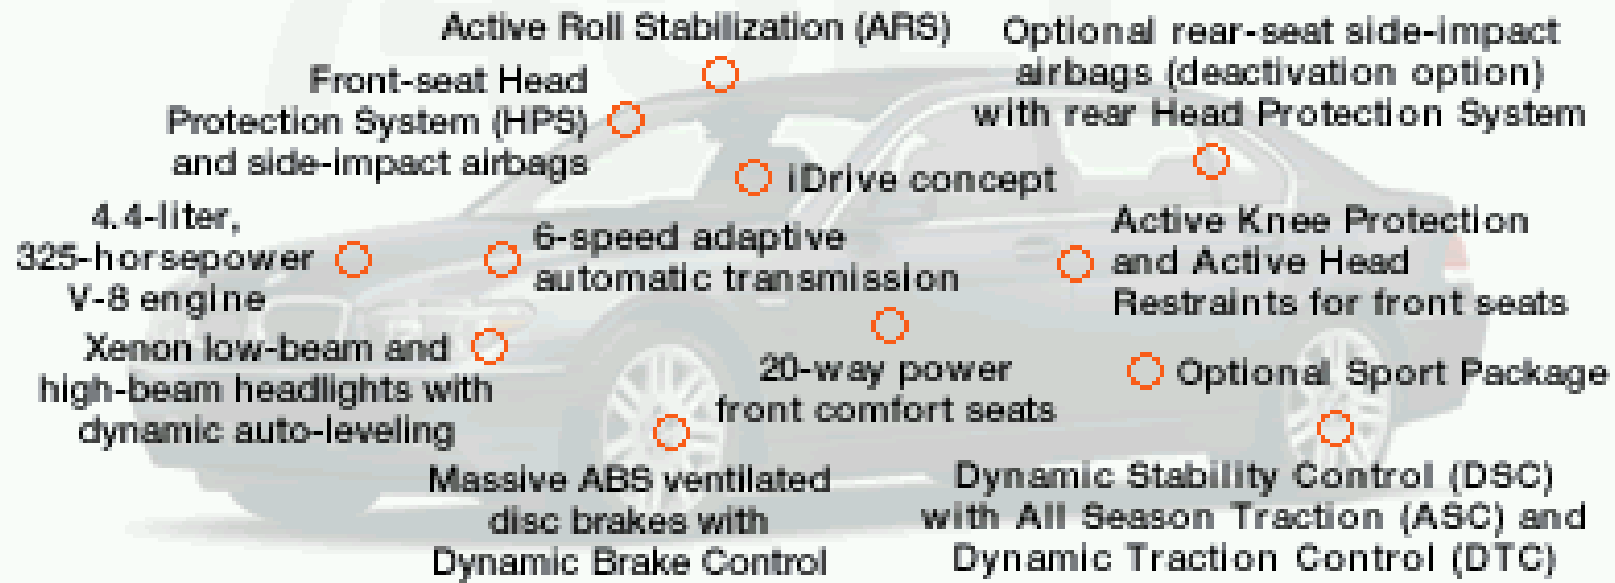 Active Roll Stabilization (ARS)
Optional rear-seat side-impact
airbags (deactivation option)
with rear Head Protection System
Front-seat Head
Protection System (HPS)
and side-impact airbags
iDrive concept
4.4-liter,
325-horsepower
V-8 engine
6-speed adaptive
automatic transmission
Active Knee Protection
and Active Head
Restraints for front seats
Xenon low-beam and
high-beam headlights with
dynamic auto-leveling
20-way power
front comfort seats
Optional Sport Package
Massive ABS ventilated
disc brakes with
Dynamic Brake Control
Dynamic Stability Control (DSC)
with All Season Traction (ASC) and
Dynamic Traction Control (DTC)